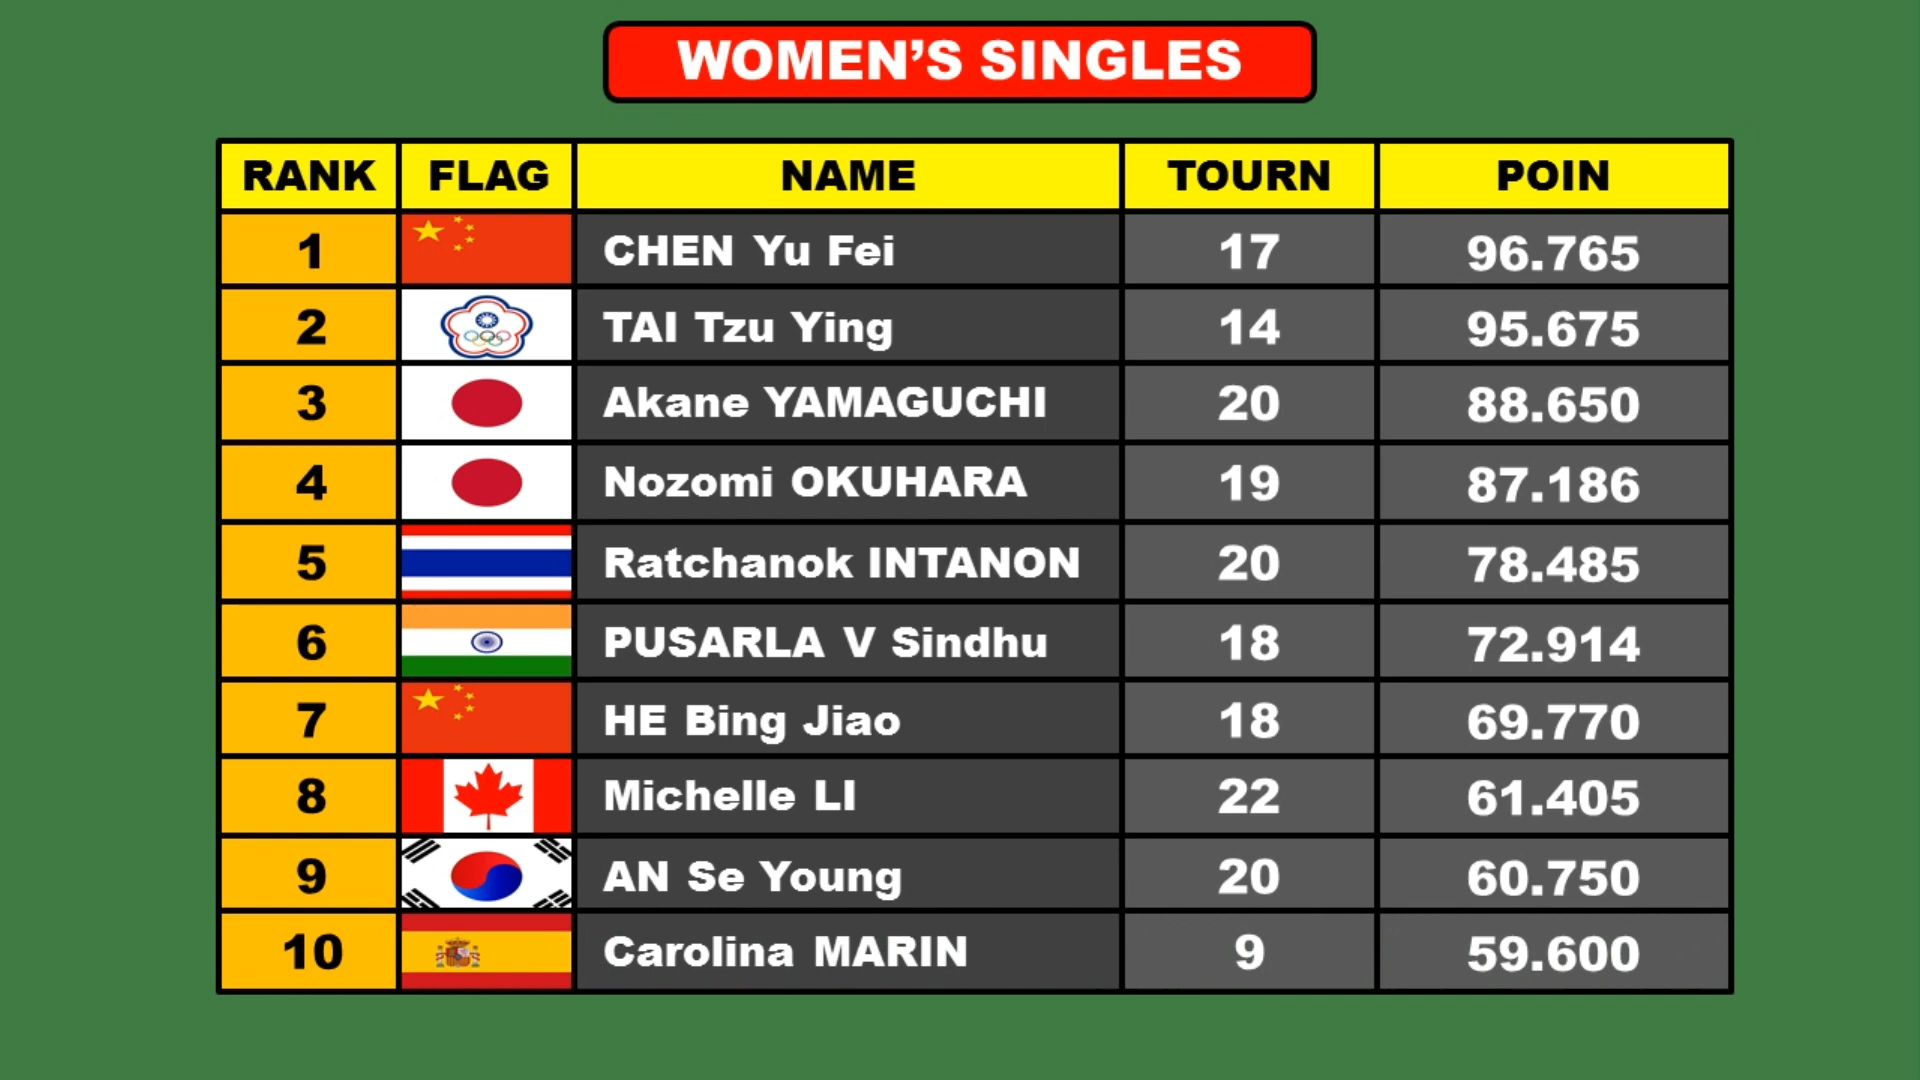 WOMEN’S SINGLES
RANK FLAG NAME TOURN POIN
1 CHEN Yu Fei 17 96.765
2 TAI Tzu Ying 14 95.675
3 Akane YAMAGUCHI 20 88.650
4 Nozomi OKUHARA 19 87.186
5 Ratchanok INTANON 20 78.485
6 PUSARLA V Sindhu 18 72.914
7 HE Bing Jiao 18 69.770
8 Michelle LI 22 61.405
9 AN Se Young 20 60.750
10 Carolina MARIN 9 59.600